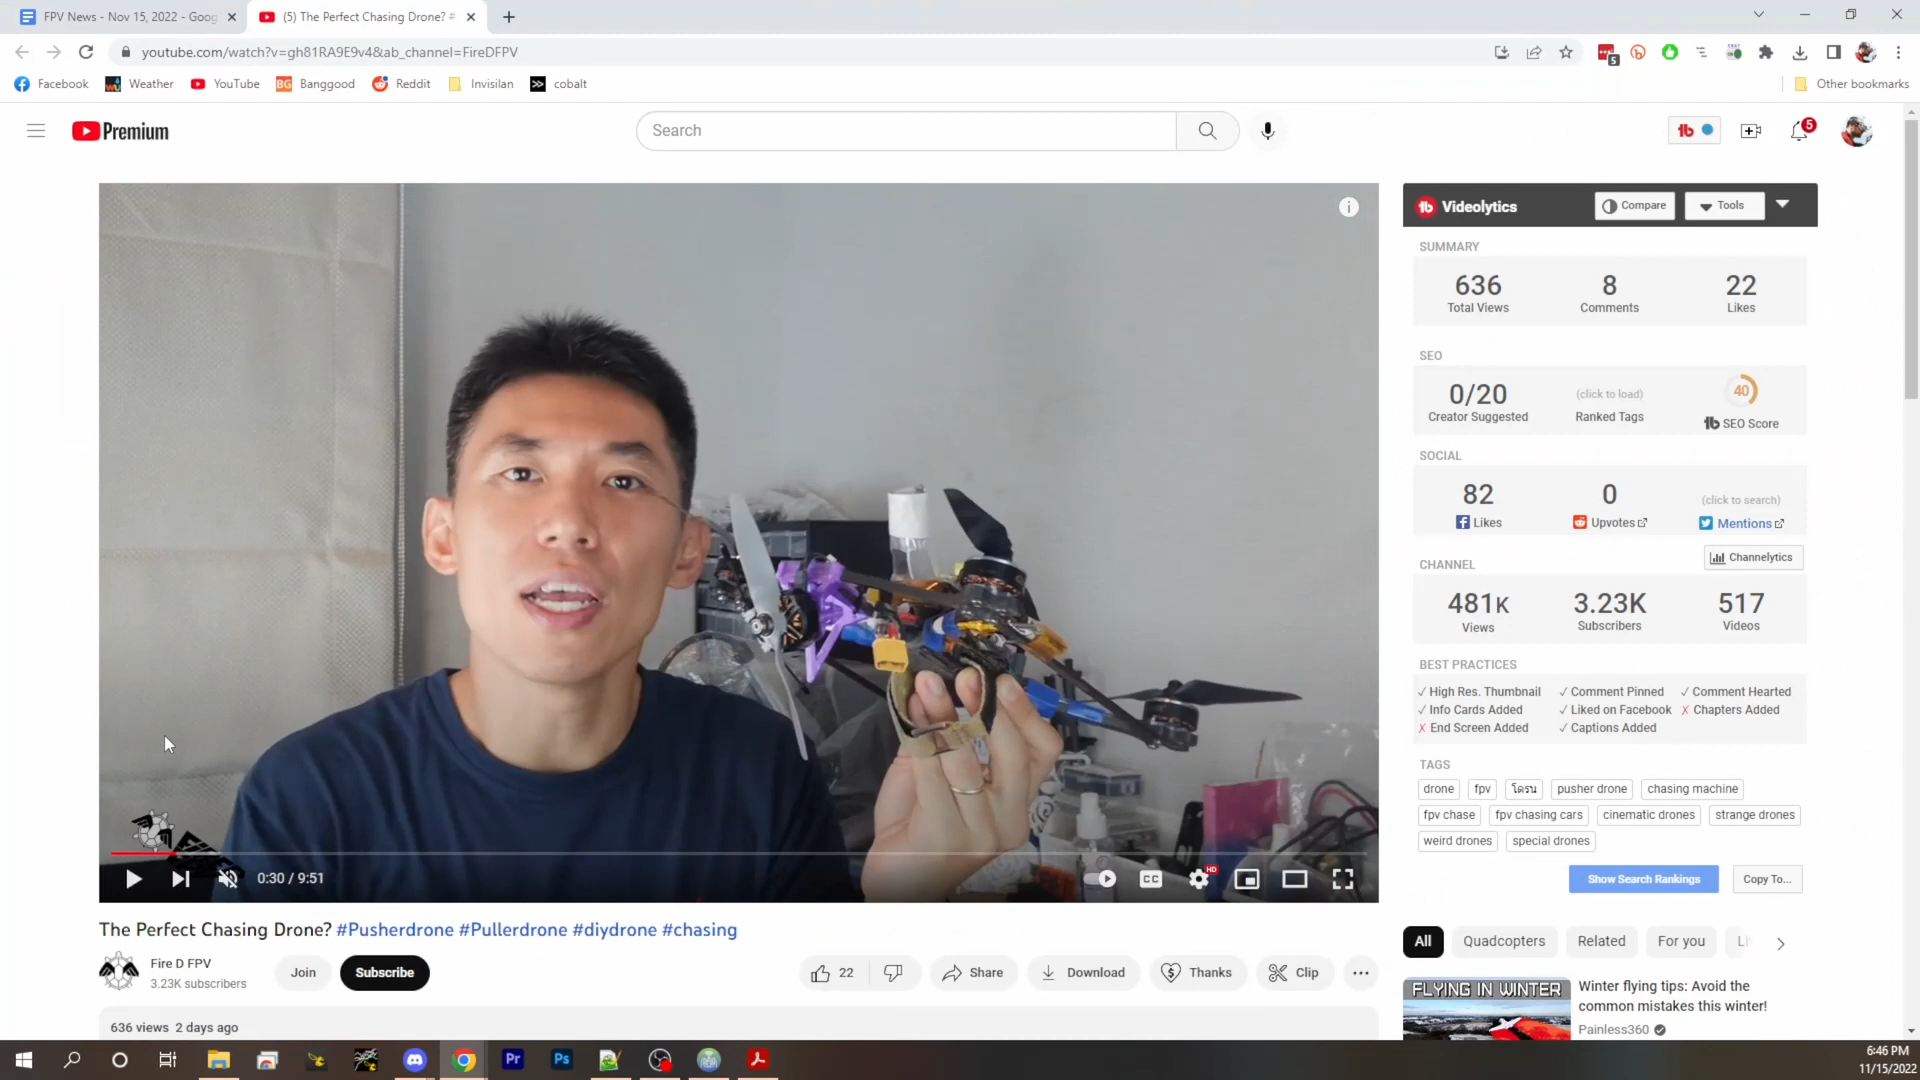 FPV News - Nov 15, 2022 - Goog
(5) The Perfect Chasing Drone? #
youtube.com/watch?v=gh81RA9E9v4&ab_channel=FireDFPV
5
Facebook
Weather
YouTube
BG Banggood
Reddit
Invisilan
cobalt
Other bookmarks
Premium
Search
5
Videolytics
Compare
Tools
SUMMARY
636 8 22
Total Views Comments Likes
SEO
0/20 (click to load) 40
Creator Suggested Ranked Tags SEO Score
SOCIAL
82 0 (click to search)
Likes Upvotes Mentions
CHANNEL
Channelytics
481K 3.23K 517
Views Subscribers Videos
BEST PRACTICES
✓ High Res. Thumbnail ✓ Comment Pinned ✓ Comment Hearted
✓ Info Cards Added ✓ Liked on Facebook ✗ Chapters Added
✗ End Screen Added ✓ Captions Added
TAGS
drone fpv โดรน pusher drone chasing machine
fpv chase fpv chasing cars cinematic drones strange drones
weird drones special drones
Show Search Rankings Copy To...
0:30 / 9:51
CC
HD
The Perfect Chasing Drone? #Pusherdrone #Pullerdrone #diydrone #chasing
Fire D FPV
3.23K subscribers
Join
Subscribe
22
Share
Download
Thanks
Clip
636 views 2 days ago
All Quadcopters Related For you Li
FLYING IN WINTER
Winter flying tips: Avoid the
common mistakes this winter!
Painless360
Pr
Ps
6:46 PM
11/15/2022